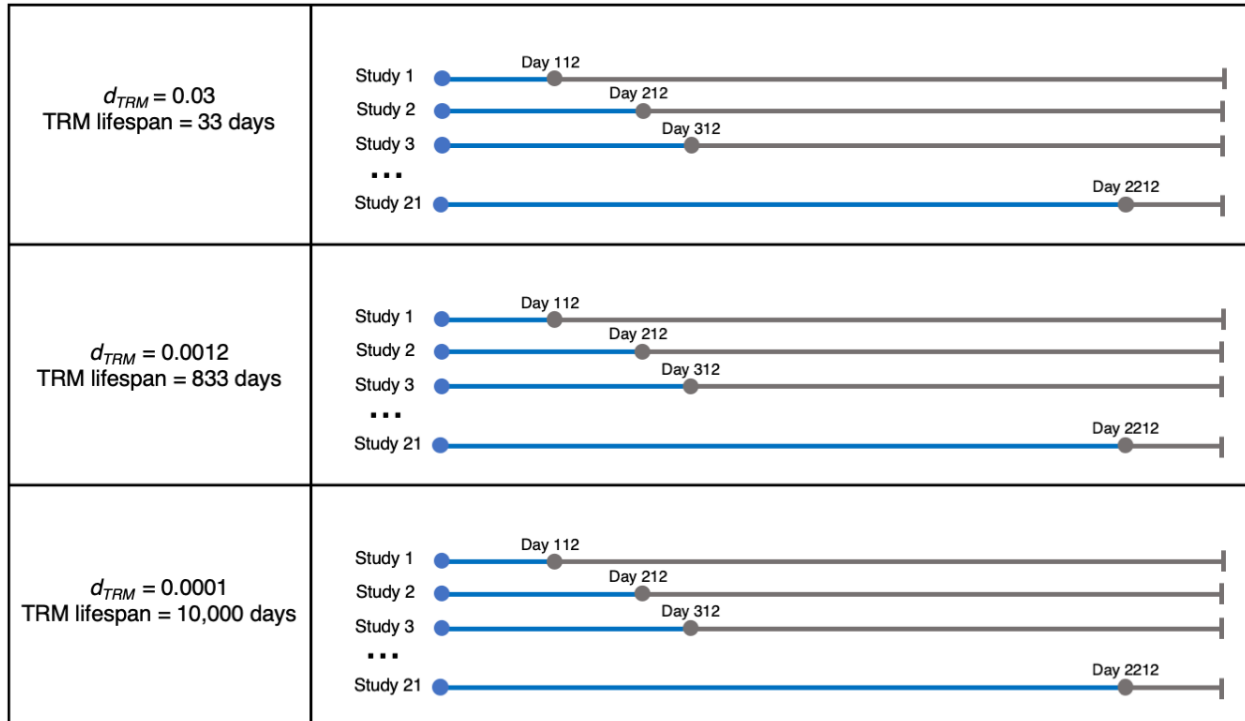 d_TRM = 0.03
TRM lifespan = 33 days
Study 1
Day 112
Study 2
Day 212
Study 3
Day 312
...
Study 21
Day 2212
d_TRM = 0.0012
TRM lifespan = 833 days
Study 1
Day 112
Study 2
Day 212
Study 3
Day 312
...
Study 21
Day 2212
d_TRM = 0.0001
TRM lifespan = 10,000 days
Study 1
Day 112
Study 2
Day 212
Study 3
Day 312
...
Study 21
Day 2212